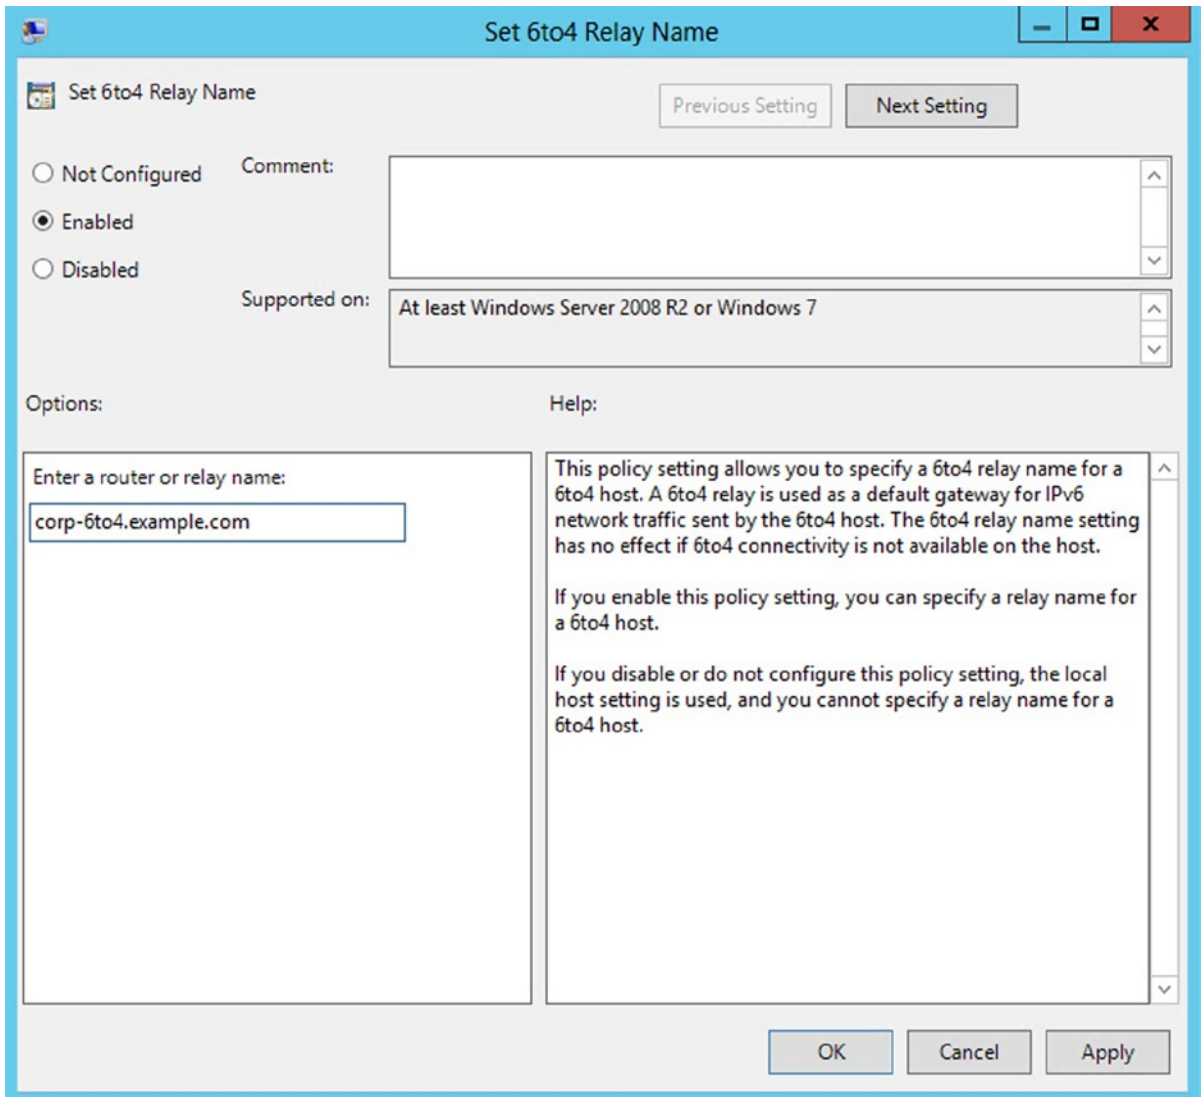 Set 6to4 Relay Name
Set 6to4 Relay Name
Previous Setting
Next Setting
Not Configured
Comment:
Enabled
Disabled
Supported on:
At least Windows Server 2008 R2 or Windows 7
Options:
Help:
Enter a router or relay name:
corp-6to4.example.com
This policy setting allows you to specify a 6to4 relay name for a
6to4 host. A 6to4 relay is used as a default gateway for IPv6
network traffic sent by the 6to4 host. The 6to4 relay name setting
has no effect if 6to4 connectivity is not available on the host.
If you enable this policy setting, you can specify a relay name for
a 6to4 host.
If you disable or do not configure this policy setting, the local
host setting is used, and you cannot specify a relay name for a
6to4 host.
OK
Cancel
Apply